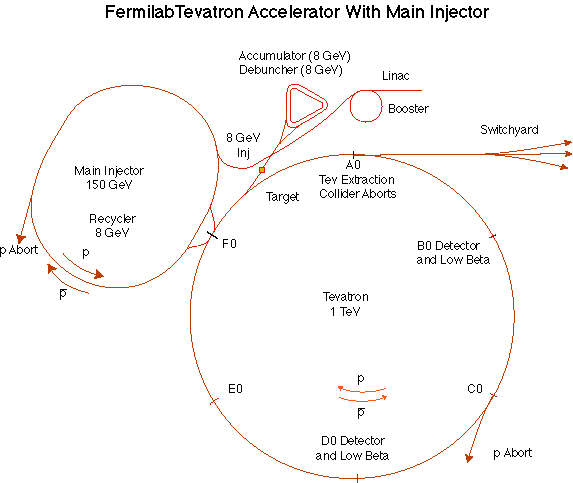 FermilabTevatron Accelerator With Main Injector
Accumulator (8 GeV)
Debuncher (8 GeV)
Linac
Booster
Switchyard
8 GeV
Inj
A0
Tev Extraction
Collider Aborts
Main Injector
150 GeV
Target
Recycler
8 GeV
p Abort
p
p̅
F0
B0 Detector
and Low Beta
Tevatron
1 TeV
p
p̅
E0
C0
D0 Detector
and Low Beta
p Abort